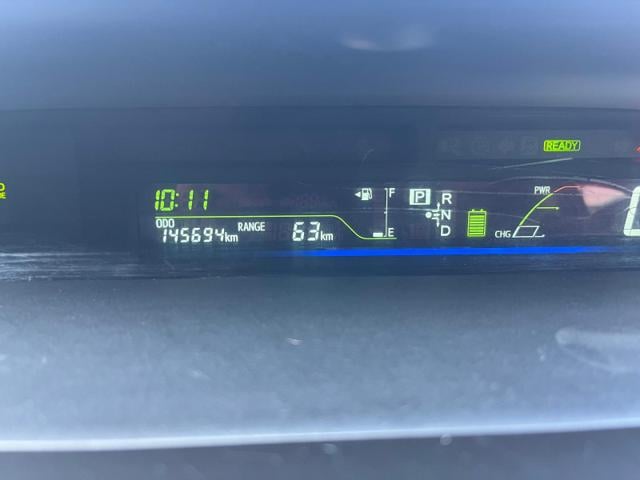 READY
10:11
F
P
R
N
D
E
PWR
CHG
ODO
145694km
RANGE
63km